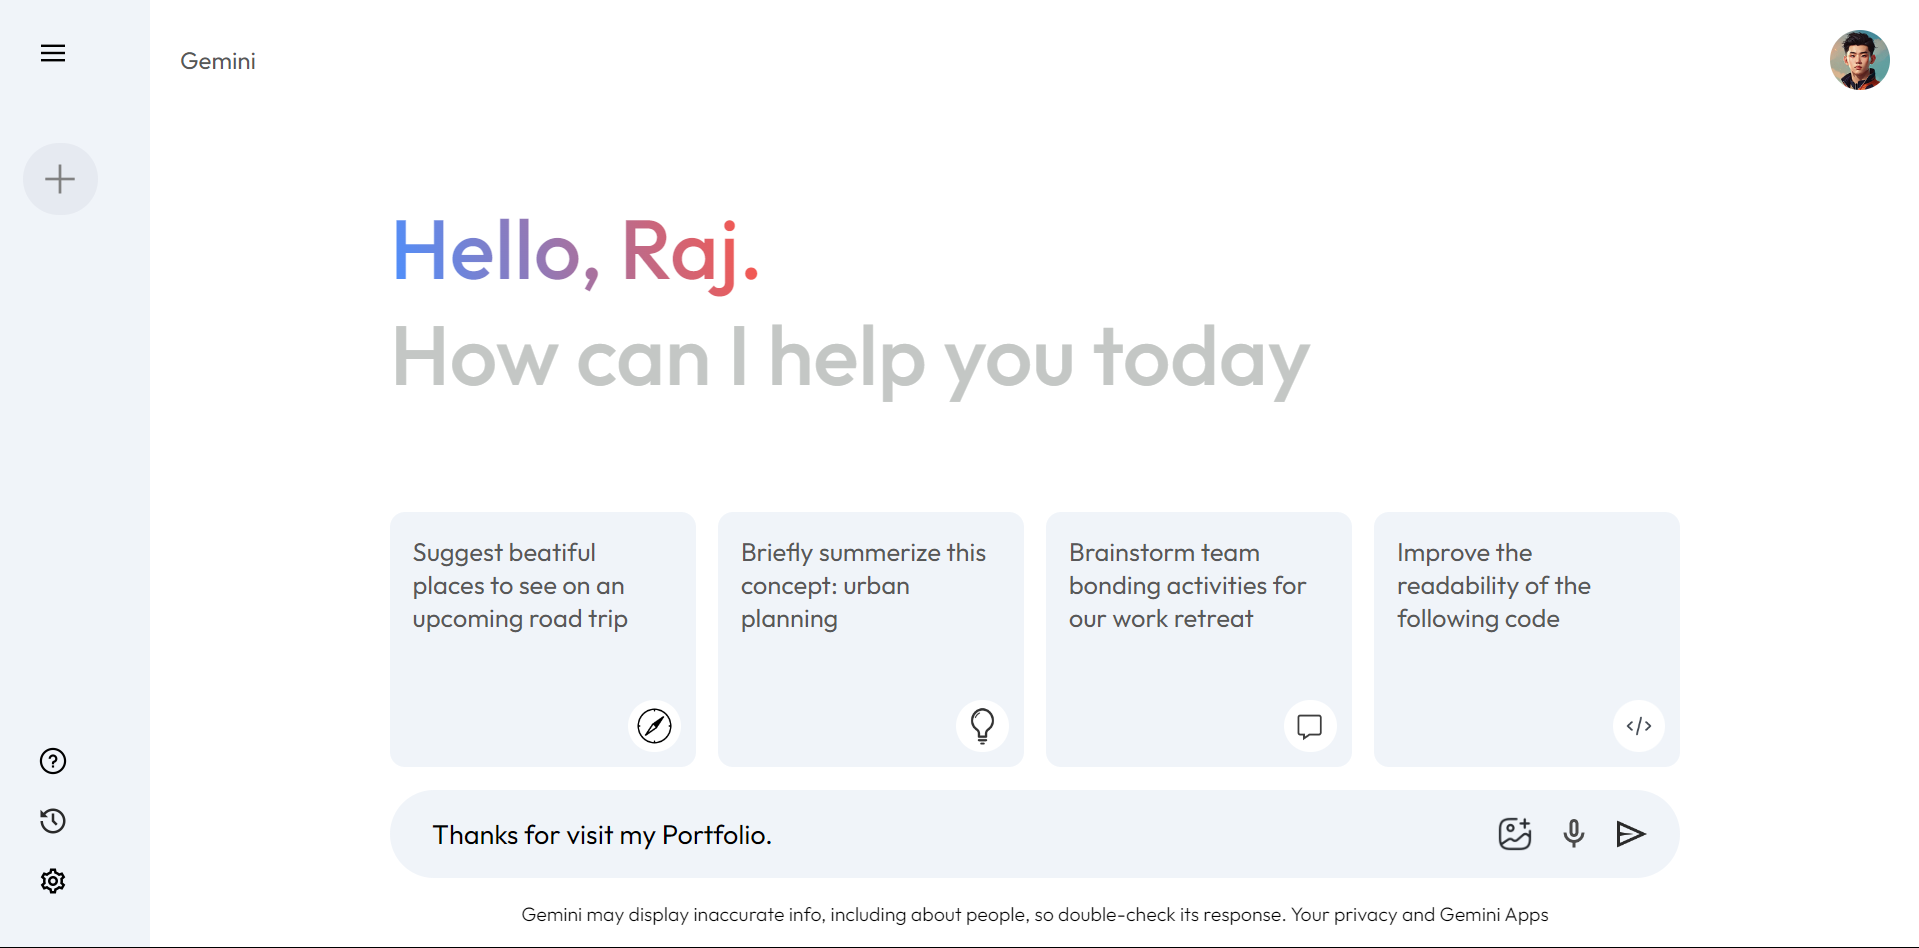 Gemini
Hello, Raj.
How can I help you today
Suggest beatiful
places to see on an
upcoming road trip
Briefly summerize this
concept: urban
planning
Brainstorm team
bonding activities for
our work retreat
Improve the
readability of the
following code
Thanks for visit my Portfolio.
Gemini may display inaccurate info, including about people, so double-check its response. Your privacy and Gemini Apps